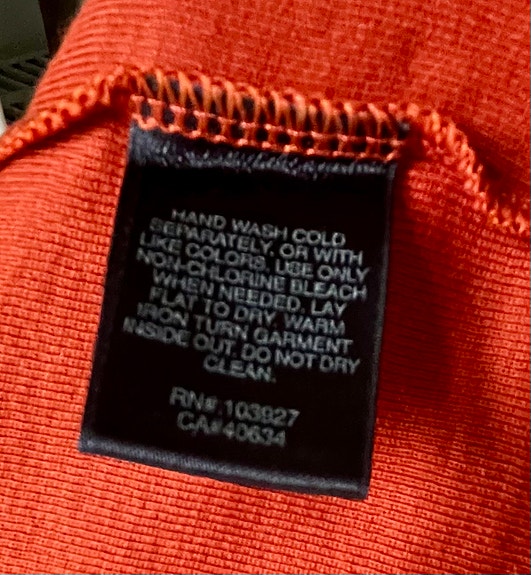 HAND WASH COLD
SEPARATELY, OR WITH
LIKE COLORS. USE ONLY
NON-CHLORINE BLEACH
WHEN NEEDED. LAY
FLAT TO DRY. WARM
IRON TURN GARMENT
INSIDE OUT. DO NOT DRY
CLEAN.
RN#:103927
CA#40634